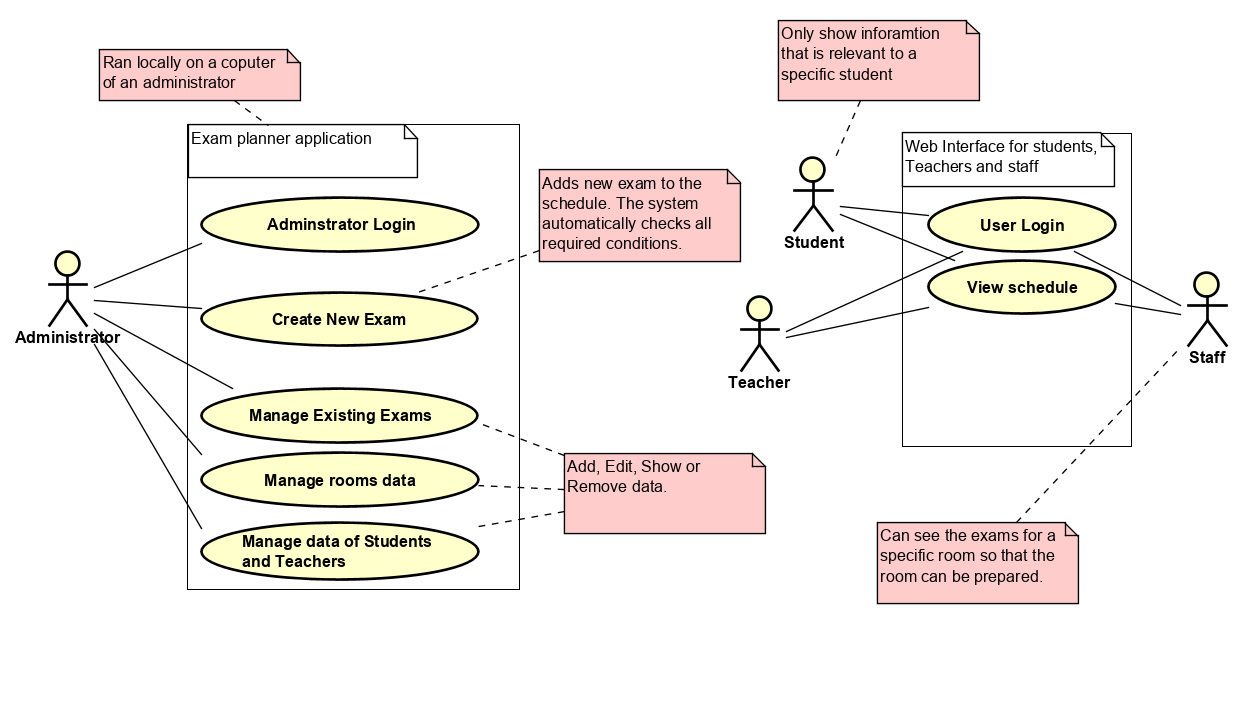 Ran locally on a coputer
of an administrator
Exam planner application
Adminstrator Login
Create New Exam
Manage Existing Exams
Manage rooms data
Manage data of Students
and Teachers
Administrator
Adds new exam to the
schedule. The system
automatically checks all
required conditions.
Add, Edit, Show or
Remove data.
Only show inforamtion
that is relevant to a
specific student
Web Interface for students,
Teachers and staff
User Login
View schedule
Student
Teacher
Staff
Can see the exams for a
specific room so that the
room can be prepared.